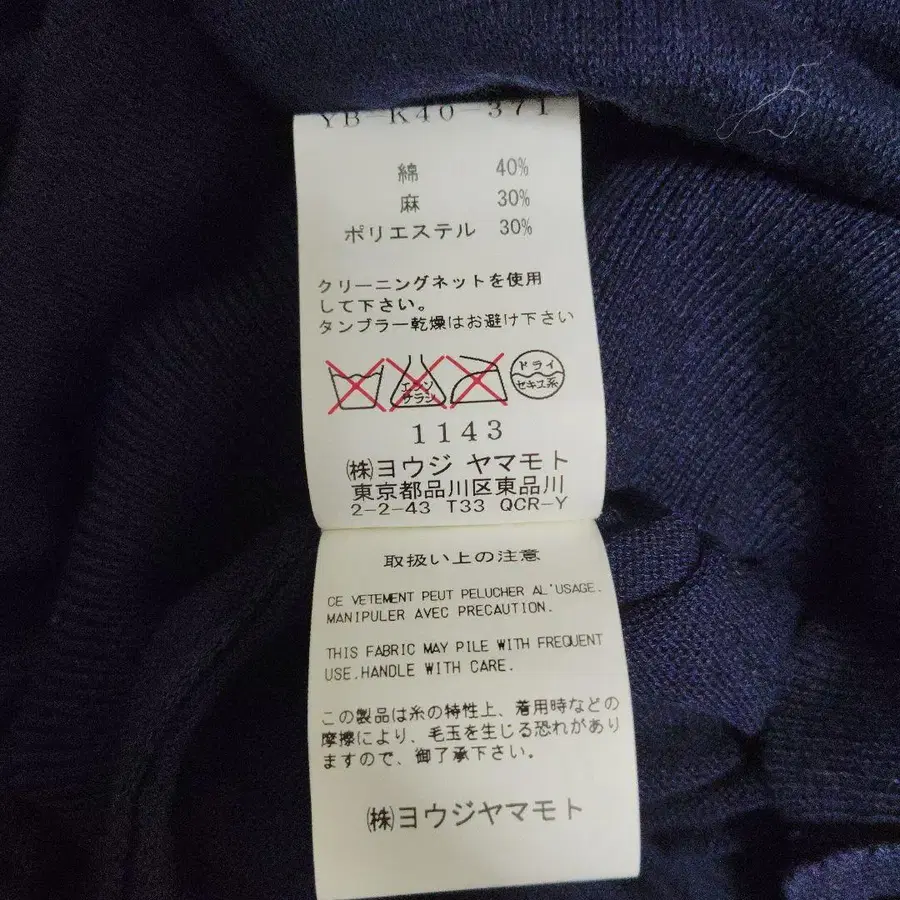 YB-K40-371
綿 40%
麻 30%
ポリエステル 30%
クリーニングネットを使用
して下さい。
タンブラー乾燥はお避け下さい
エンソ
サラシ
ドライ
セキユ系
1143
㈱ヨウジ ヤマモト
東京都品川区東品川
2-2-43 T33 QCR-Y
取扱い上の注意
CE VETEMENT PEUT PELUCHER AL'USAGE.
MANIPULER AVEC PRECAUTION.
THIS FABRIC MAY PILE WITH FREQUENT
USE.HANDLE WITH CARE.
この製品は糸の特性上、着用時などの
摩擦により、毛玉を生じる恐れがあり
ますので、御了承下さい。
㈱ヨウジヤマモト